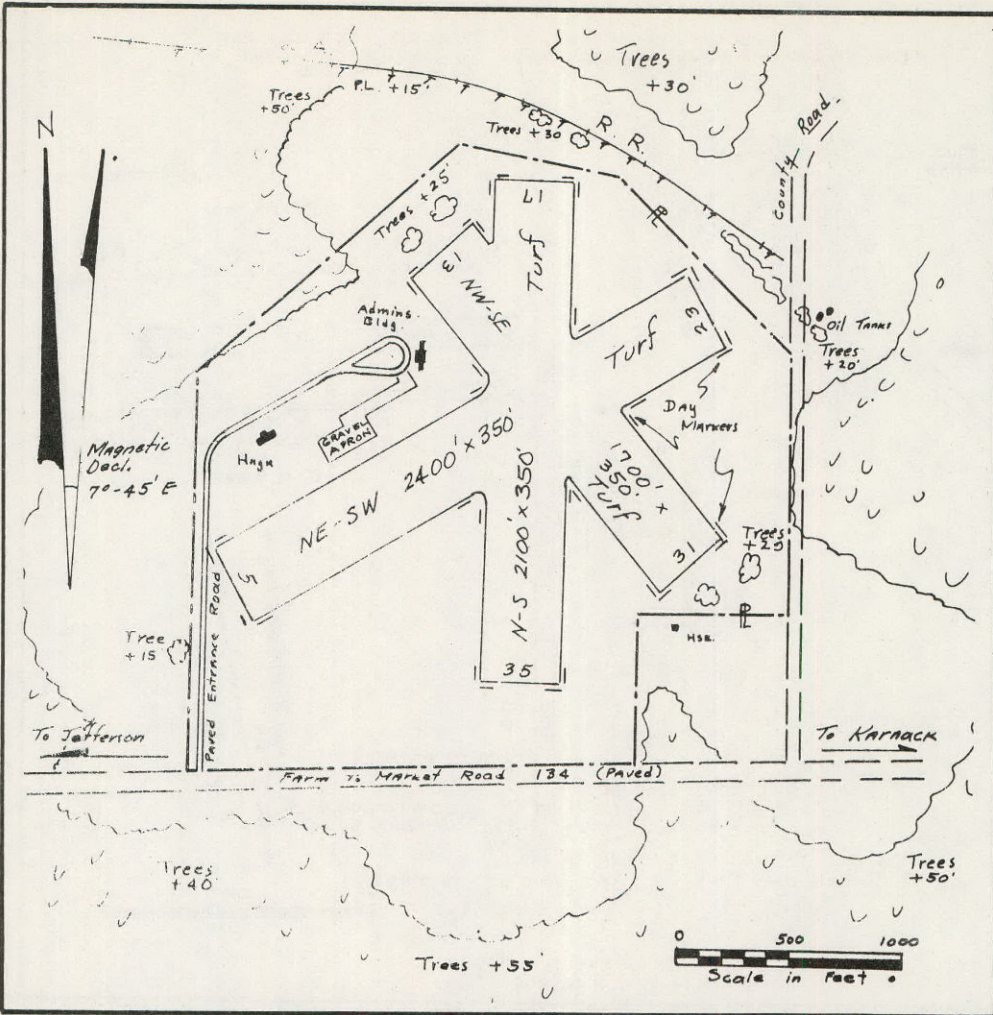 Trees
+30'
Trees
+50'
P.L. +15'
Trees +30
R. R.
County Road
N
Trees +25'
17
Turf
PL
13
NW-SE
Admins
Bldg.
23
Turf
Oil Tanks
Trees
+20'
Day
Markers
GRAVEL
APRON
Hngr
Magnetic
Decl.
7°-45' E
NE-SW 2400' x 350'
1700'
x
350'
Turf
N-S 2100' x 350'
5
31
Trees
+25
PL
HSE.
Tree
+15
Paved Entrance Road
35
To Jefferson
To Karnack
Farm To Market Road 134 (Paved)
Trees
+40
Trees
+50'
Trees +55'
0 500 1000
Scale in Feet